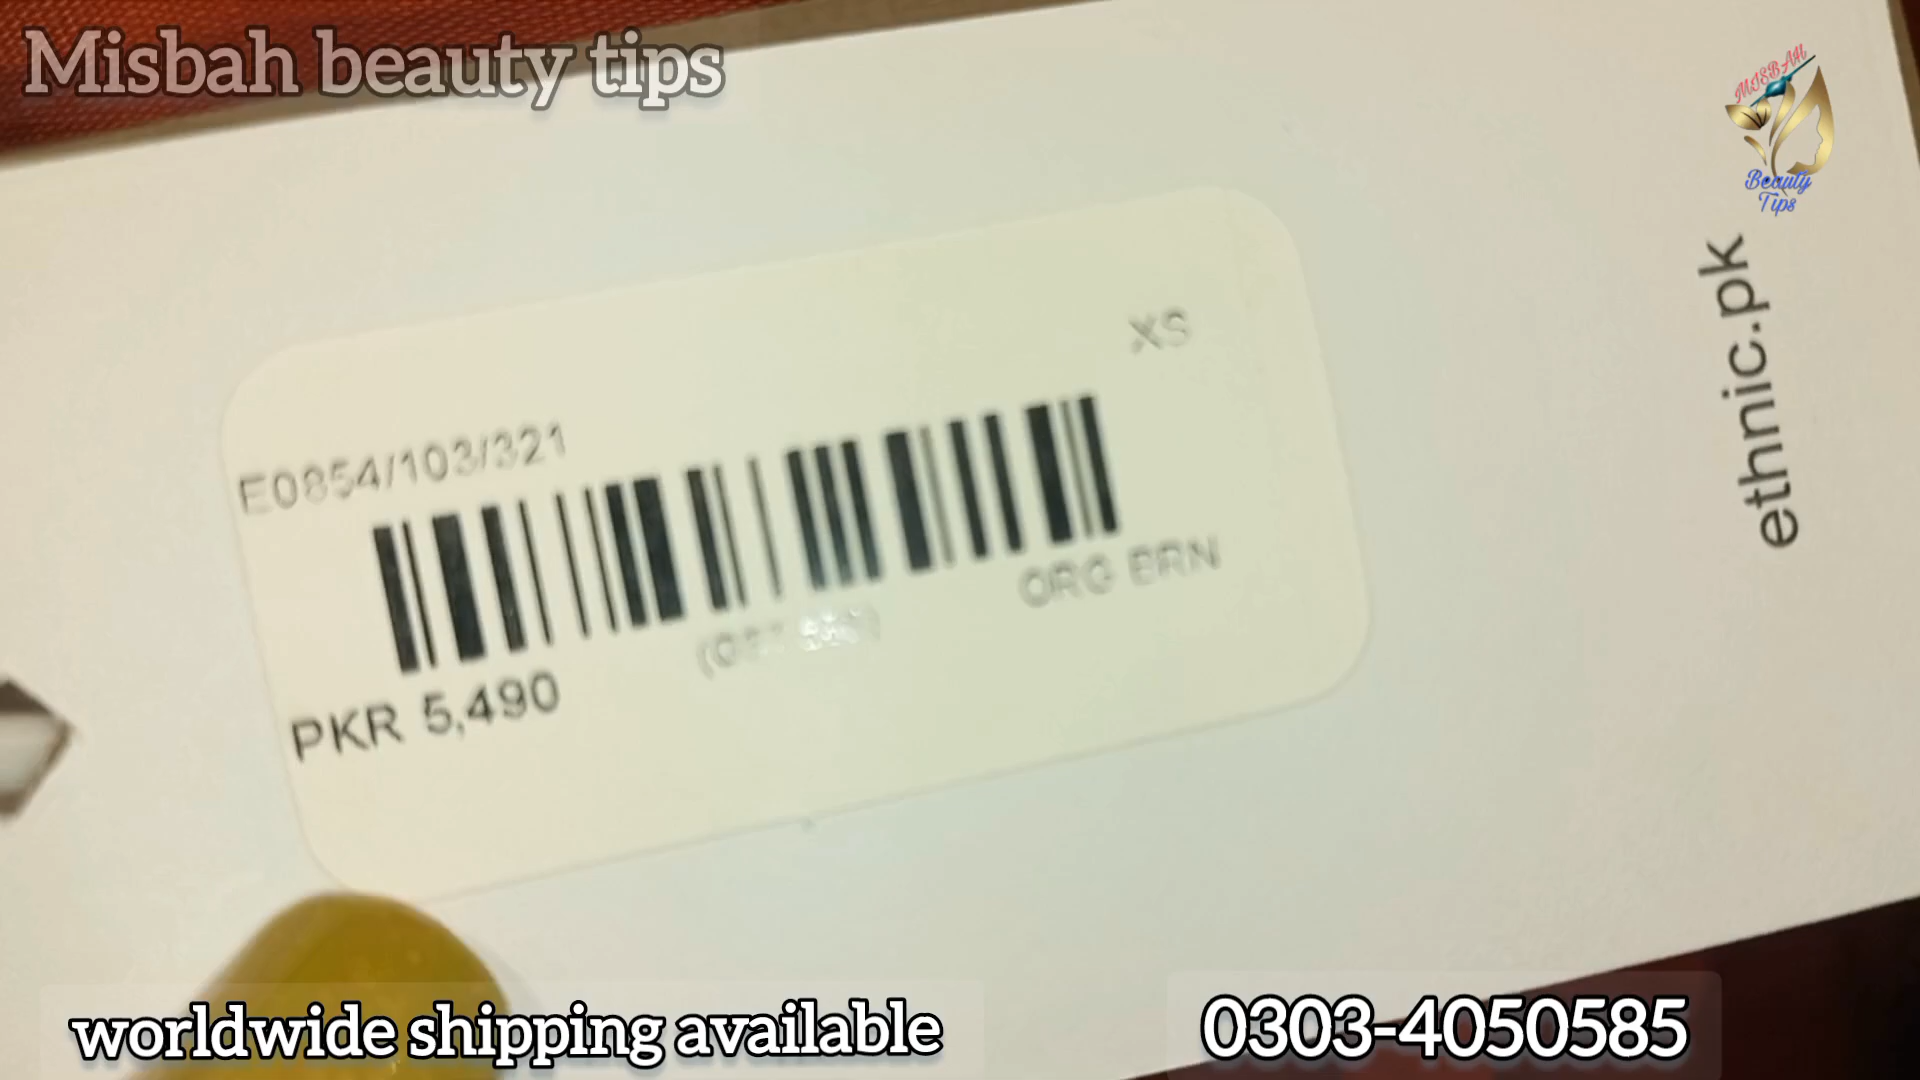 Misbah beauty tips
MISBAH
Beauty
Tips
ethnic.pk
XS
E0854/103/321
ORG BRN
PKR 5,490
worldwide shipping available
0303-4050585